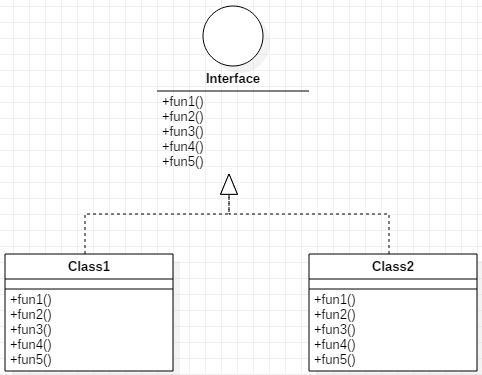 Interface
+fun1()
+fun2()
+fun3()
+fun4()
+fun5()
Class1
+fun1()
+fun2()
+fun3()
+fun4()
+fun5()
Class2
+fun1()
+fun2()
+fun3()
+fun4()
+fun5()